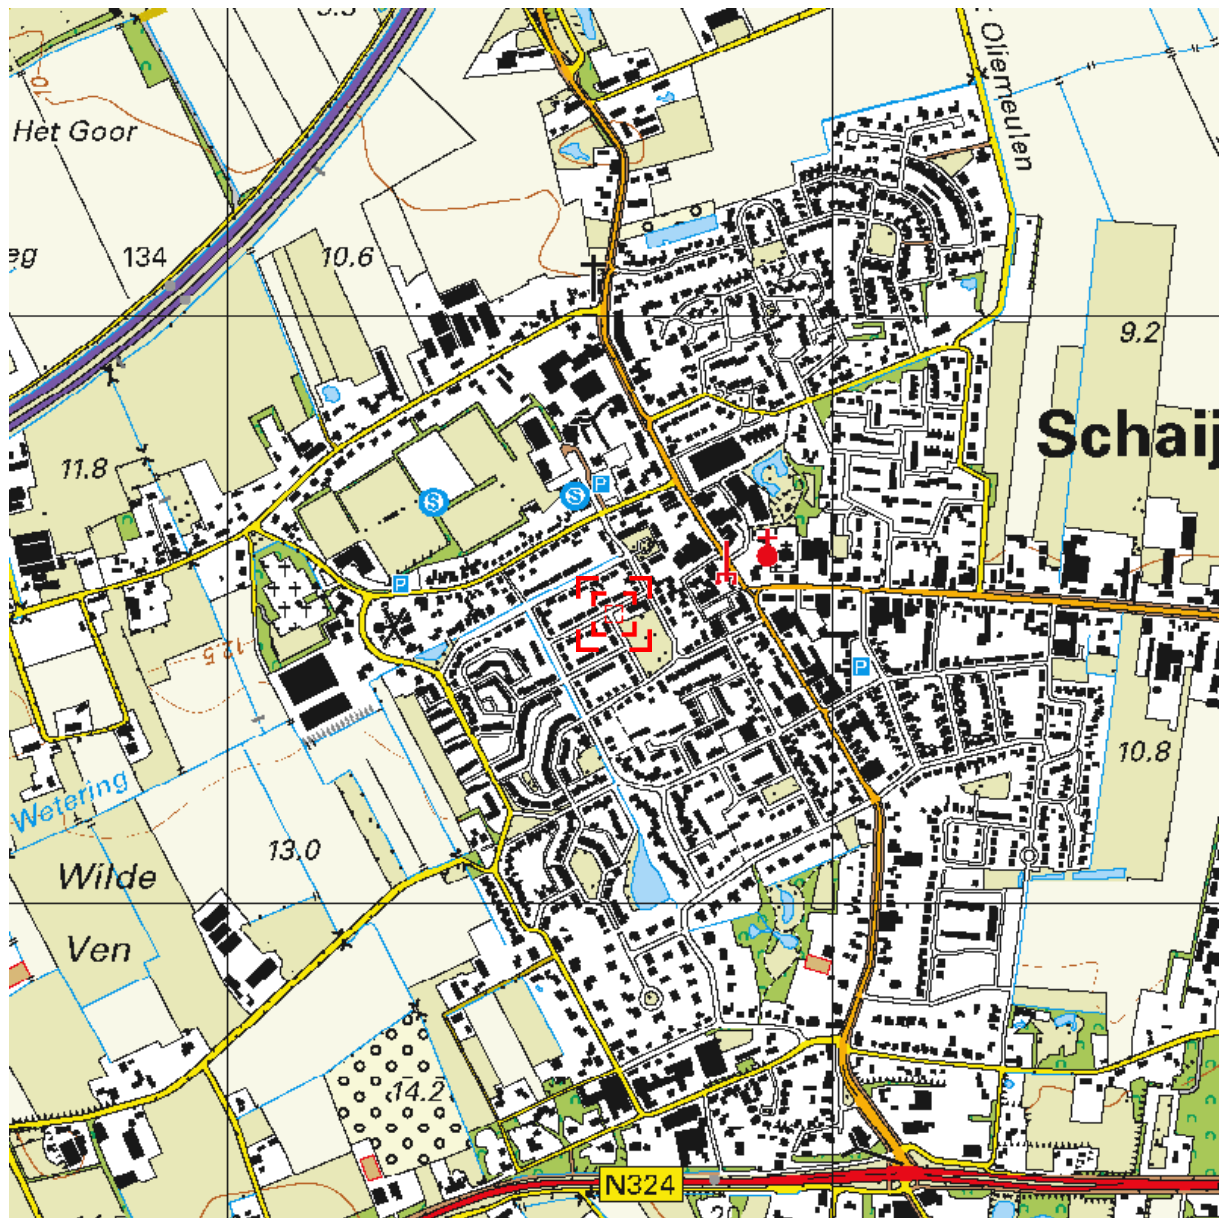 Oliemeulen
Het Goor
134
10.6
9.2
Schaij
11.8
S
S
P
P
12.5
P
10.8
Wetering
13.0
Wilde
Ven
14.2
N324